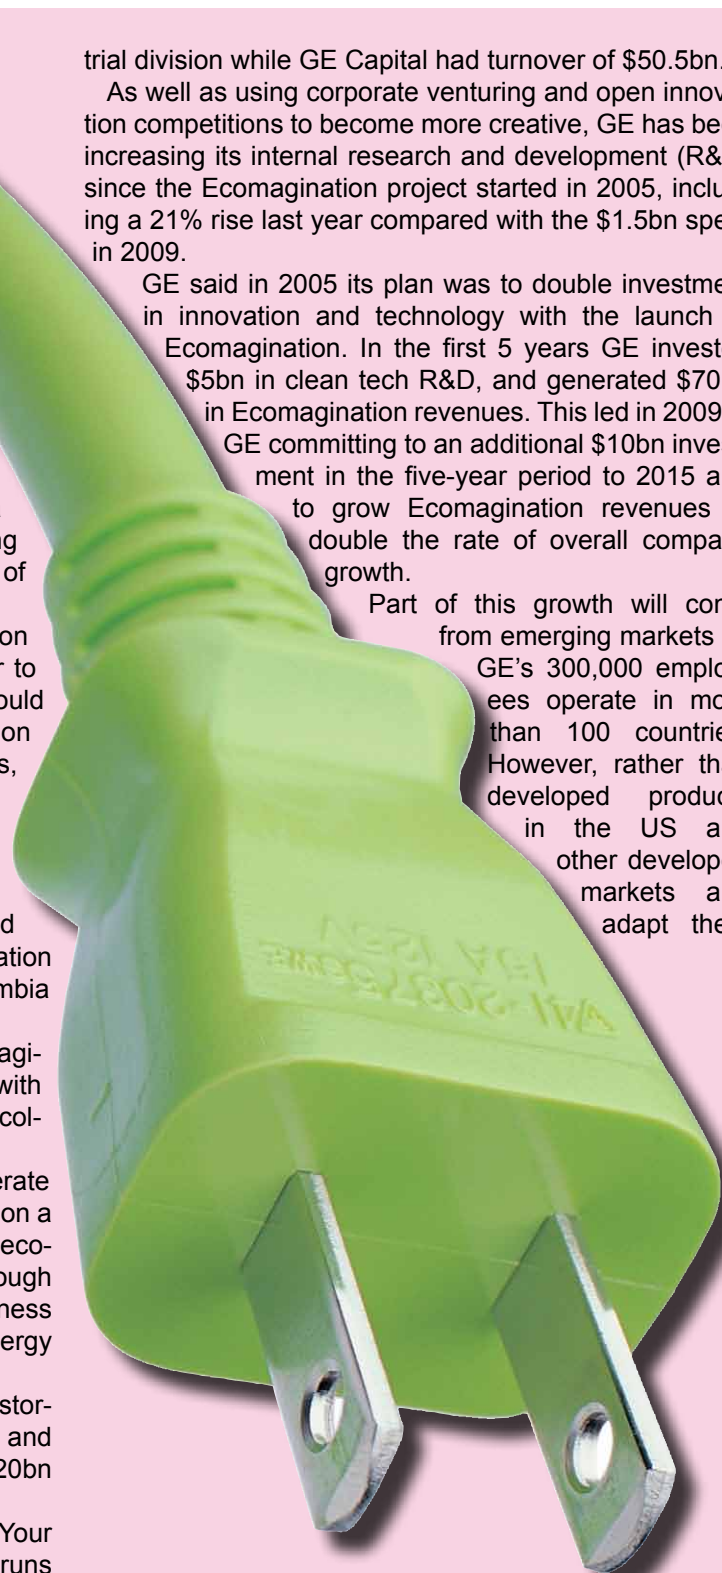 ng
of
on
r to
ould
on
s,
d
ation
mbia
agi-
with
col-
erate
on a
eco-
ough
ness
ergy
stor-
and
20bn
Your
runs
trial division while GE Capital had turnover of $50.5bn.
As well as using corporate venturing and open innov
tion competitions to become more creative, GE has bee
increasing its internal research and development (R&
since the Ecomagination project started in 2005, inclu
ing a 21% rise last year compared with the $1.5bn spe
in 2009.
GE said in 2005 its plan was to double investme
in innovation and technology with the launch
Ecomagination. In the first 5 years GE invest
$5bn in clean tech R&D, and generated $70
in Ecomagination revenues. This led in 2009
GE committing to an additional $10bn inve
ment in the five-year period to 2015 a
to grow Ecomagination revenues
double the rate of overall compa
growth.
Part of this growth will con
from emerging markets
GE's 300,000 emplo
ees operate in mo
than 100 countrie
However, rather tha
developed produc
in the US a
other develope
markets a
adapt the
15A 125V